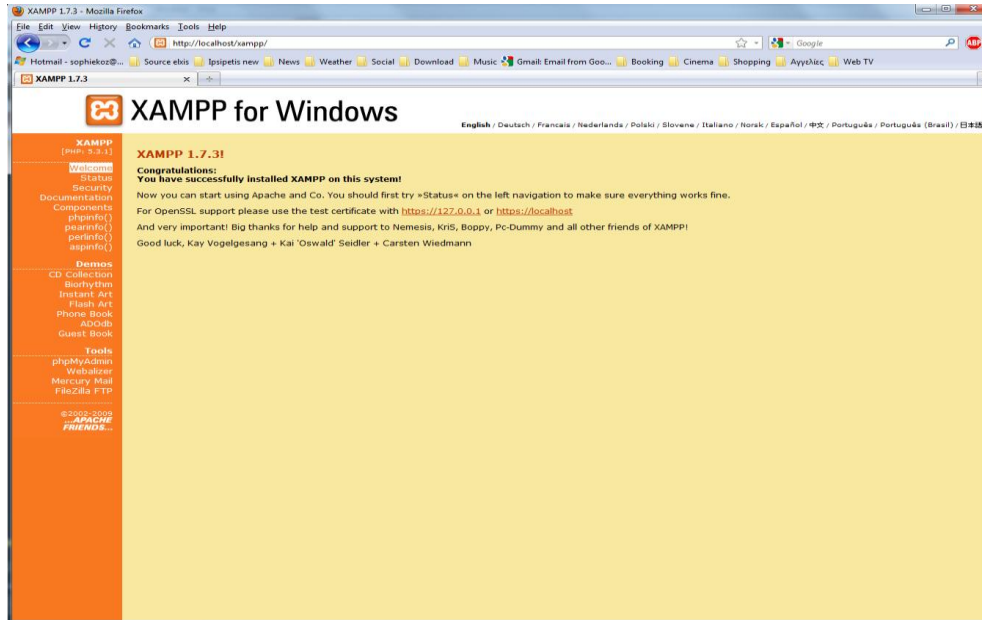 XAMPP 1.7.3 - Mozilla Firefox
File Edit View History Bookmarks Tools Help
http://localhost/xampp/
Google
ABP
Hotmail - sophiekoz@... Source elxis Ipsipetis new News Weather Social Download Music Gmail: Email from Goo... Booking Cinema Shopping Αγγελίες Web TV
XAMPP 1.7.3
XAMPP for Windows
English / Deutsch / Francais / Nederlands / Polski / Slovene / Italiano / Norsk / Español / 中文 / Português / Português (Brasil) / 日本語
XAMPP
[PHP: 5.3.1]
Welcome
Status
Security
Documentation
Components
phpinfo()
pearinfo()
perlinfo()
aspinfo()
Demos
CD Collection
Biorhythm
Instant Art
Flash Art
Phone Book
ADOdb
Guest Book
Tools
phpMyAdmin
Webalizer
Mercury Mail
FileZilla FTP
©2002-2009
...APACHE
FRIENDS...
XAMPP 1.7.3!
Congratulations:
You have successfully installed XAMPP on this system!
Now you can start using Apache and Co. You should first try »Status« on the left navigation to make sure everything works fine.
For OpenSSL support please use the test certificate with https://127.0.0.1 or https://localhost
And very important! Big thanks for help and support to Nemesis, KriS, Boppy, Pc-Dummy and all other friends of XAMPP!
Good luck, Kay Vogelgesang + Kai 'Oswald' Seidler + Carsten Wiedmann